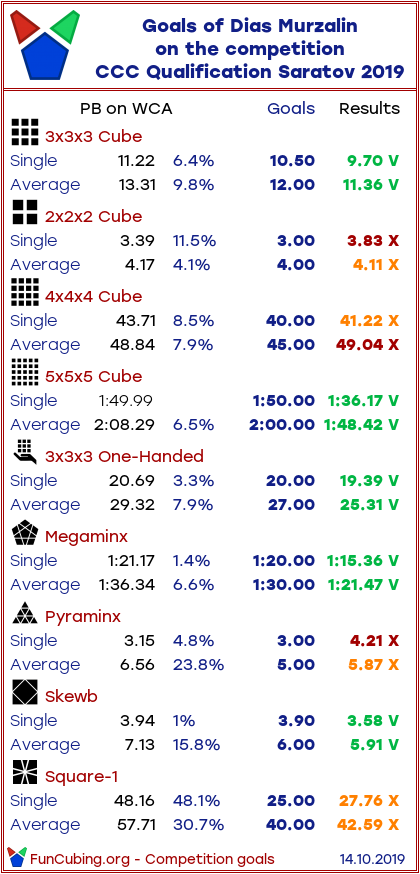 Goals of Dias Murzalin
on the competition
CCC Qualification Saratov 2019
PB on WCA Goals Results
3x3x3 Cube
Single 11.22 6.4% 10.50 9.70 V
Average 13.31 9.8% 12.00 11.36 V
2x2x2 Cube
Single 3.39 11.5% 3.00 3.83 X
Average 4.17 4.1% 4.00 4.11 X
4x4x4 Cube
Single 43.71 8.5% 40.00 41.22 X
Average 48.84 7.9% 45.00 49.04 X
5x5x5 Cube
Single 1:49.99 1:50.00 1:36.17 V
Average 2:08.29 6.5% 2:00.00 1:48.42 V
3x3x3 One-Handed
Single 20.69 3.3% 20.00 19.39 V
Average 29.32 7.9% 27.00 25.31 V
Megaminx
Single 1:21.17 1.4% 1:20.00 1:15.36 V
Average 1:36.34 6.6% 1:30.00 1:21.47 V
Pyraminx
Single 3.15 4.8% 3.00 4.21 X
Average 6.56 23.8% 5.00 5.87 X
Skewb
Single 3.94 1% 3.90 3.58 V
Average 7.13 15.8% 6.00 5.91 V
Square-1
Single 48.16 48.1% 25.00 27.76 X
Average 57.71 30.7% 40.00 42.59 X
FunCubing.org - Competition goals 14.10.2019